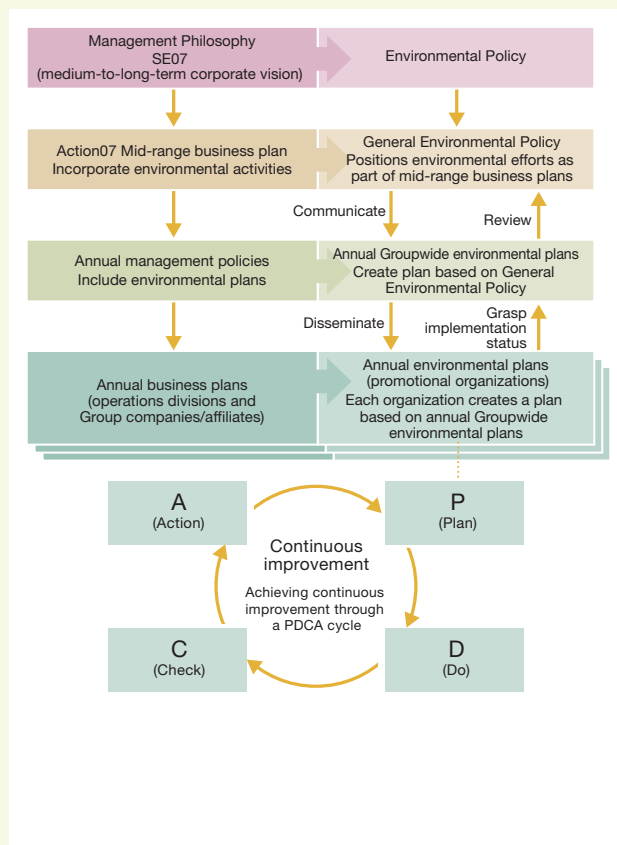 Management Philosophy
SE07
(medium-to-long-term corporate vision)
Environmental Policy
Action07 Mid-range business plan
Incorporate environmental activities
General Environmental Policy
Positions environmental efforts as
part of mid-range business plans
Communicate
Review
Annual management policies
Include environmental plans
Annual Groupwide environmental plans
Create plan based on General
Environmental Policy
Disseminate
Grasp
implementation
status
Annual business plans
(operations divisions and
Group companies/affiliates)
Annual environmental plans
(promotional organizations)
Each organization creates a plan
based on annual Groupwide
environmental plans
A
(Action)
P
(Plan)
Continuous
improvement
Achieving continuous
improvement through
a PDCA cycle
C
(Check)
D
(Do)